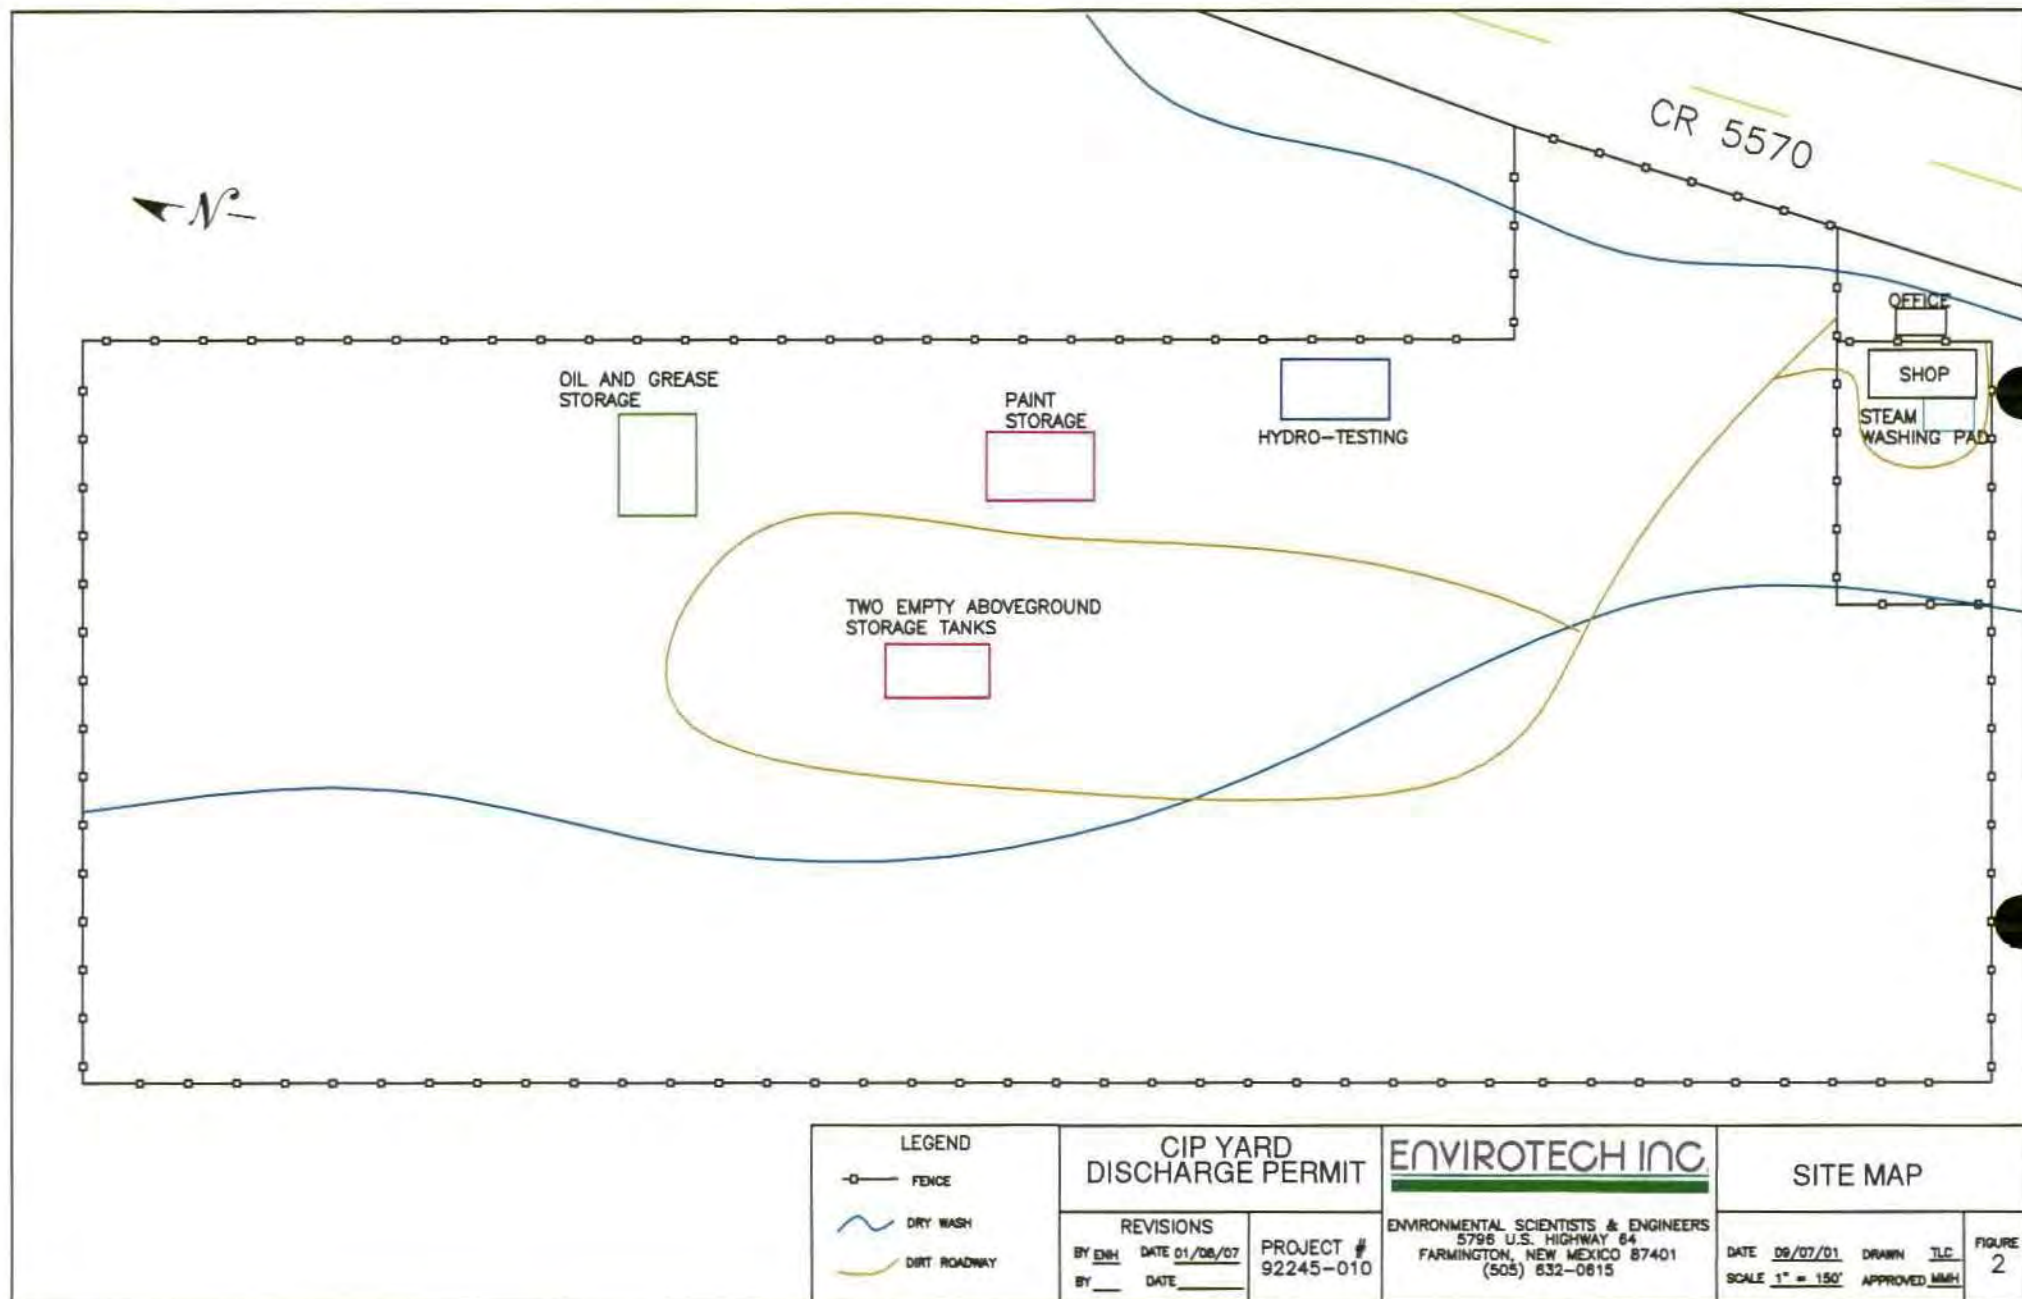 CR 5570
N
OFFICE
SHOP
STEAM
WASHING PAD
OIL AND GREASE
STORAGE
PAINT
STORAGE
HYDRO-TESTING
TWO EMPTY ABOVEGROUND
STORAGE TANKS
LEGEND
FENCE
DRY WASH
DIRT ROADWAY
CIP YARD
DISCHARGE PERMIT
REVISIONS
BY ENH DATE 01/08/07
BY DATE
PROJECT #
92245-010
ENVIROTECH INC.
ENVIRONMENTAL SCIENTISTS & ENGINEERS
5796 U.S. HIGHWAY 64
FARMINGTON, NEW MEXICO 87401
(505) 632-0615
SITE MAP
DATE 09/07/01 DRAWN TLC
SCALE 1" = 150' APPROVED MMH
FIGURE
2